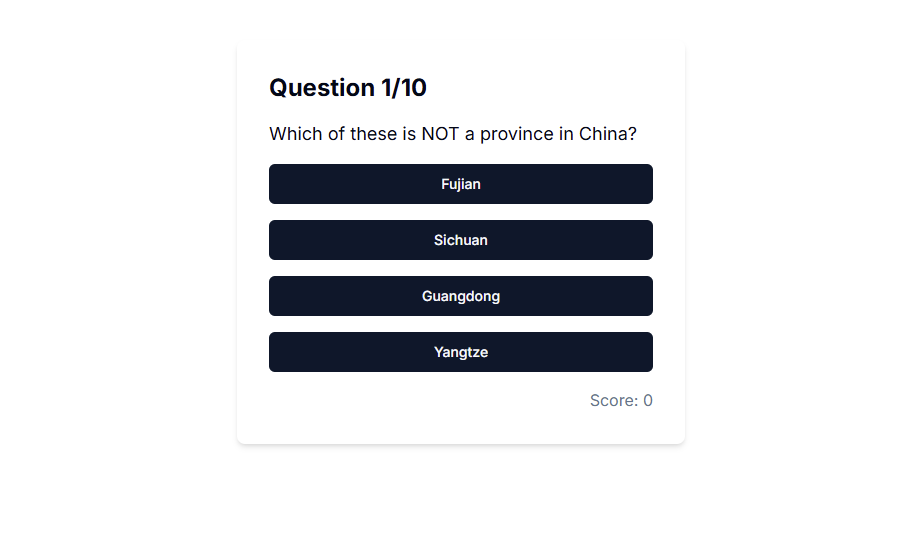 Question 1/10
Which of these is NOT a province in China?
Fujian
Sichuan
Guangdong
Yangtze
Score: 0